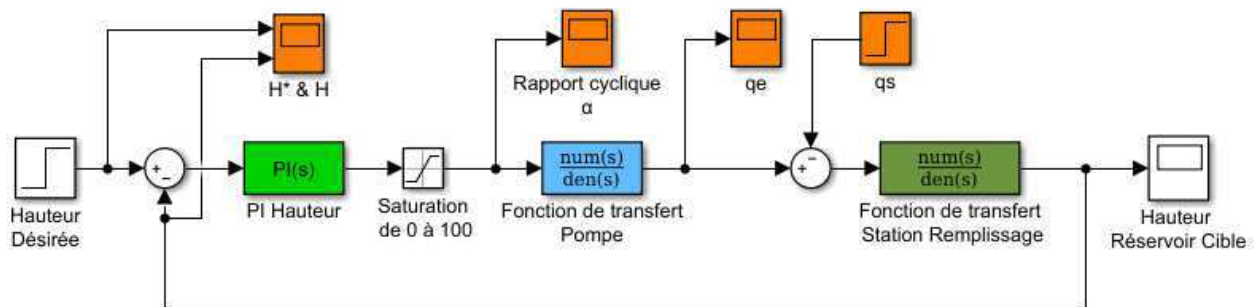 H* & H
Rapport cyclique
α
qe
qs
+
-
PI(s)
num(s)
den(s)
+
-
num(s)
den(s)
Hauteur
Désirée
PI Hauteur
Saturation
de 0 à 100
Fonction de transfert
Pompe
Fonction de transfert
Station Remplissage
Hauteur
Réservoir Cible